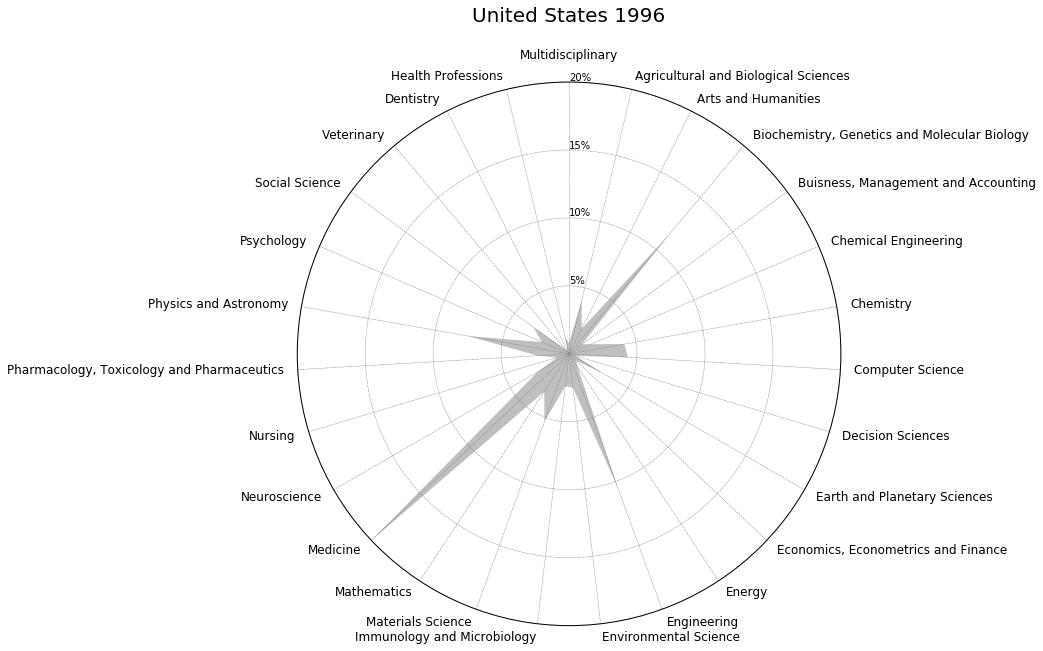 United States 1996
Multidisciplinary
Health Professions
20%
Agricultural and Biological Sciences
Dentistry
Arts and Humanities
Veterinary
Biochemistry, Genetics and Molecular Biology
15%
Social Science
Buisness, Management and Accounting
10%
Psychology
Chemical Engineering
5%
Physics and Astronomy
Chemistry
Pharmacology, Toxicology and Pharmaceutics
Computer Science
Nursing
Decision Sciences
Neuroscience
Earth and Planetary Sciences
Medicine
Economics, Econometrics and Finance
Mathematics
Energy
Materials Science
Engineering
Immunology and Microbiology
Environmental Science